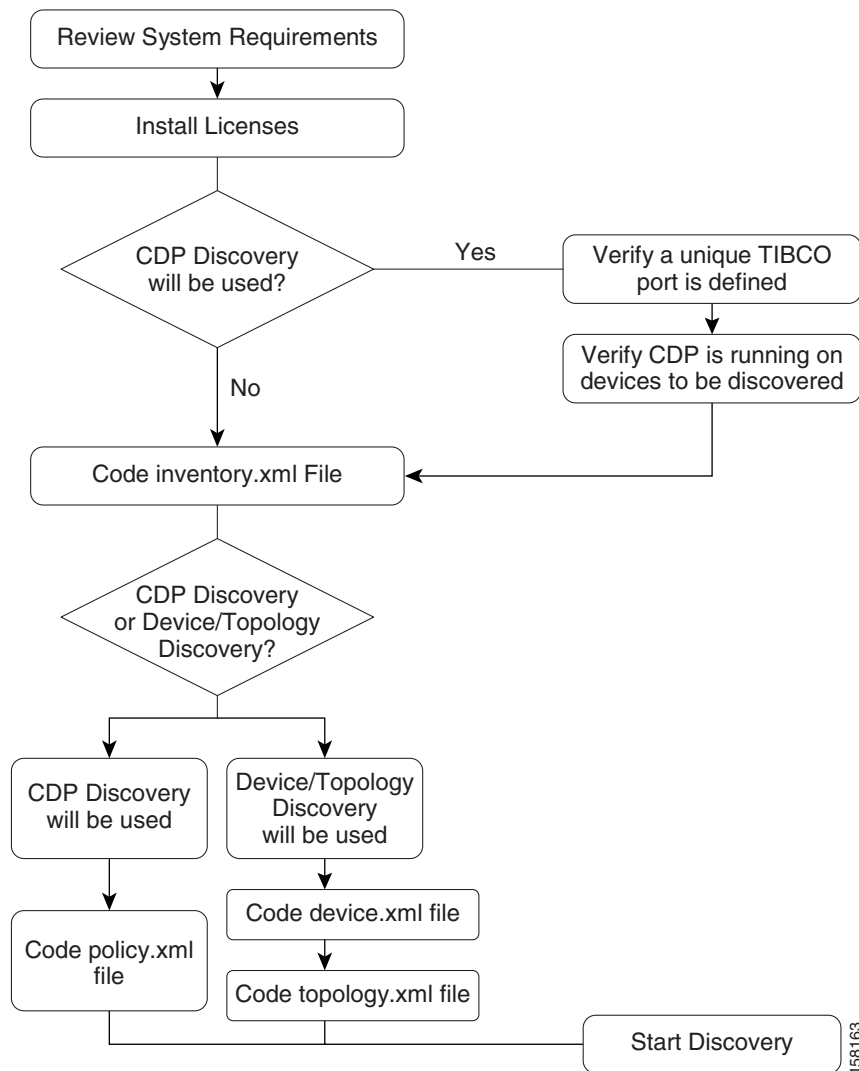 Review System Requirements
Install Licenses
CDP Discovery
will be used?
Yes
Verify a unique TIBCO
port is defined
Verify CDP is running on
devices to be discovered
No
Code inventory.xml File
CDP Discovery
or Device/Topology
Discovery?
CDP Discovery
will be used
Device/Topology
Discovery
will be used
Code policy.xml
file
Code device.xml file
Code topology.xml file
Start Discovery
158163